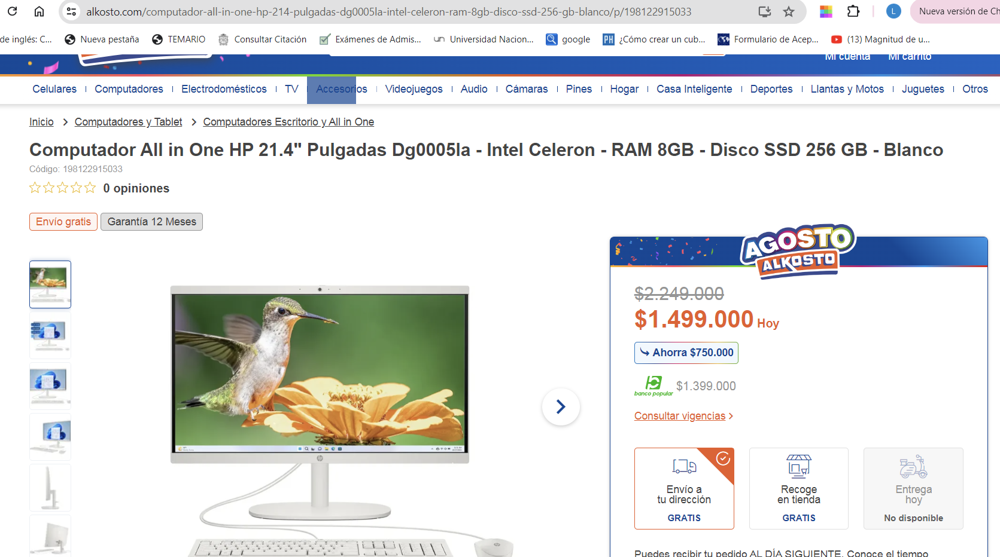 alkosto.com/computador-all-in-one-hp-214-pulgadas-dg0005la-intel-celeron-ram-8gb-disco-ssd-256-gb-blanco/p/198122915033
L
Nueva versión de Ch
de inglés: C...
Nueva pestaña
TEMARIO
Consultar Citación
Exámenes de Admis...
Universidad Nacion...
google
PH
¿Cómo crear un cub...
Formulario de Acep...
(13) Magnitud de u...
Mi cuenta
Mi carrito
Celulares
Computadores
Electrodomésticos
TV
Accesorios
Videojuegos
Audio
Cámaras
Pines
Hogar
Casa Inteligente
Deportes
Llantas y Motos
Juguetes
Otros
Inicio > Computadores y Tablet > Computadores Escritorio y All in One
Computador All in One HP 21.4" Pulgadas Dg0005la - Intel Celeron - RAM 8GB - Disco SSD 256 GB - Blanco
Código: 198122915033
0 opiniones
Envío gratis
Garantía 12 Meses
AGOSTO
ALKOSTO
$2.249.000
$1.499.000 Hoy
Ahorra $750.000
banco popular
$1.399.000
Consultar vigencias >
Envío a
tu dirección
GRATIS
Recoge
en tienda
GRATIS
Entrega
hoy
No disponible
Puedes recibir tu pedido AL DÍA SIGUIENTE. Conoce el tiempo